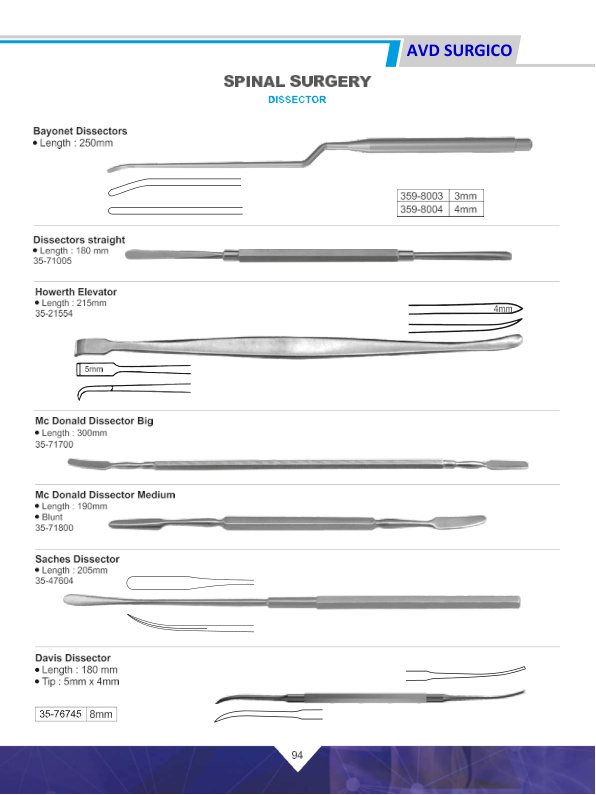 AVD SURGICO
SPINAL SURGERY
DISSECTOR
Bayonet Dissectors
• Length : 250mm
359-8003 3mm
359-8004 4mm
Dissectors straight
• Length : 180 mm
35-71005
Howerth Elevator
• Length : 215mm
35-21554
4mm
5mm
Mc Donald Dissector Big
• Length : 300mm
35-71700
Mc Donald Dissector Medium
• Length : 190mm
• Blunt
35-71800
Saches Dissector
• Length : 205mm
35-47604
Davis Dissector
• Length : 180 mm
• Tip : 5mm x 4mm
35-76745 8mm
94